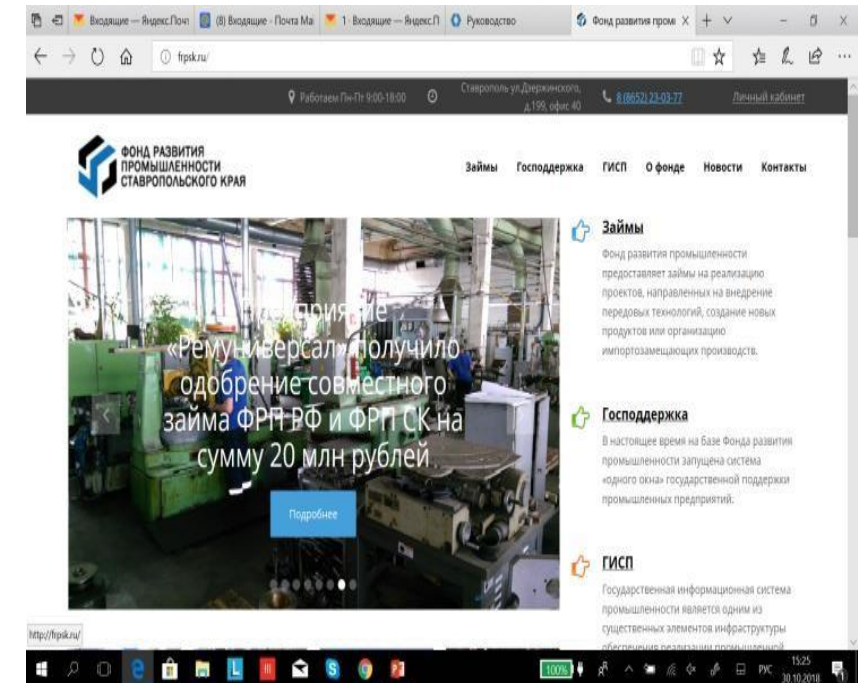 Входящие — Яндекс.Почт
(8) Входящие - Почта Ma
1 · Входящие — Яндекс.П
Руководство
Фонд развития промы
frpsk.ru/
Работаем Пн-Пт 9:00-18:00
Ставрополь ул.Дзержинского,
д.199, офис 40
8 (8652) 23-03-77
Личный кабинет
ФОНД РАЗВИТИЯ
ПРОМЫШЛЕННОСТИ
СТАВРОПОЛЬСКОГО КРАЯ
Займы Господдержка ГИСП О фонде Новости Контакты
Предприятие
«Ремуниверсал» получило
одобрение совместного
займа ФРП РФ и ФРП СК на
сумму 20 млн рублей
Подробнее
Займы
Фонд развития промышленности
предоставляет займы на реализацию
проектов, направленных на внедрение
передовых технологий, создание новых
продуктов или организацию
импортозамещающих производств.
Господдержка
В настоящее время на базе Фонда развития
промышленности запущена система
«одного окна» государственной поддержки
промышленных предприятий.
ГИСП
Государственная информационная система
промышленности является одним из
существенных элементов инфраструктуры
обеспечения реализации промышленной
http://frpsk.ru/
100%
РУС
15:25
30.10.2018